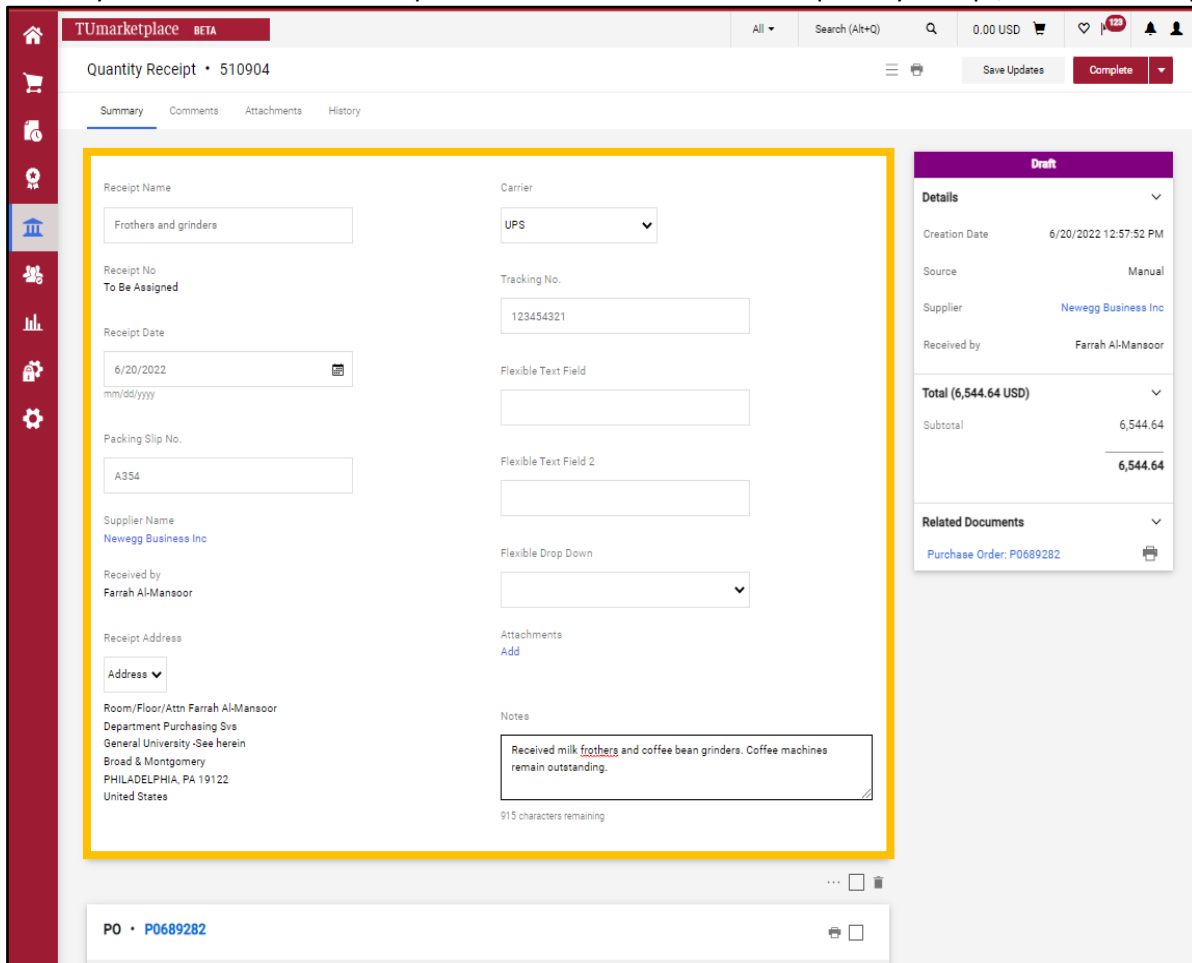 TUmarketplace BETA
All
Search (Alt+Q)
0.00 USD
123
Quantity Receipt • 510904
Save Updates
Complete
Summary
Comments
Attachments
History
Receipt Name
Frothers and grinders
Receipt No
To Be Assigned
Receipt Date
6/20/2022
mm/dd/yyyy
Packing Slip No.
A354
Supplier Name
Newegg Business Inc
Received by
Farrah Al-Mansoor
Receipt Address
Address
Room/Floor/Attn Farrah Al-Mansoor
Department Purchasing Svs
General University -See herein
Broad & Montgomery
PHILADELPHIA, PA 19122
United States
Carrier
UPS
Tracking No.
123454321
Flexible Text Field
Flexible Text Field 2
Flexible Drop Down
Attachments
Add
Notes
Received milk frothers and coffee bean grinders. Coffee machines
remain outstanding.
915 characters remaining
Draft
Details
Creation Date 6/20/2022 12:57:52 PM
Source Manual
Supplier Newegg Business Inc
Received by Farrah Al-Mansoor
Total (6,544.64 USD)
Subtotal 6,544.64
6,544.64
Related Documents
Purchase Order: P0689282
...
PO • P0689282